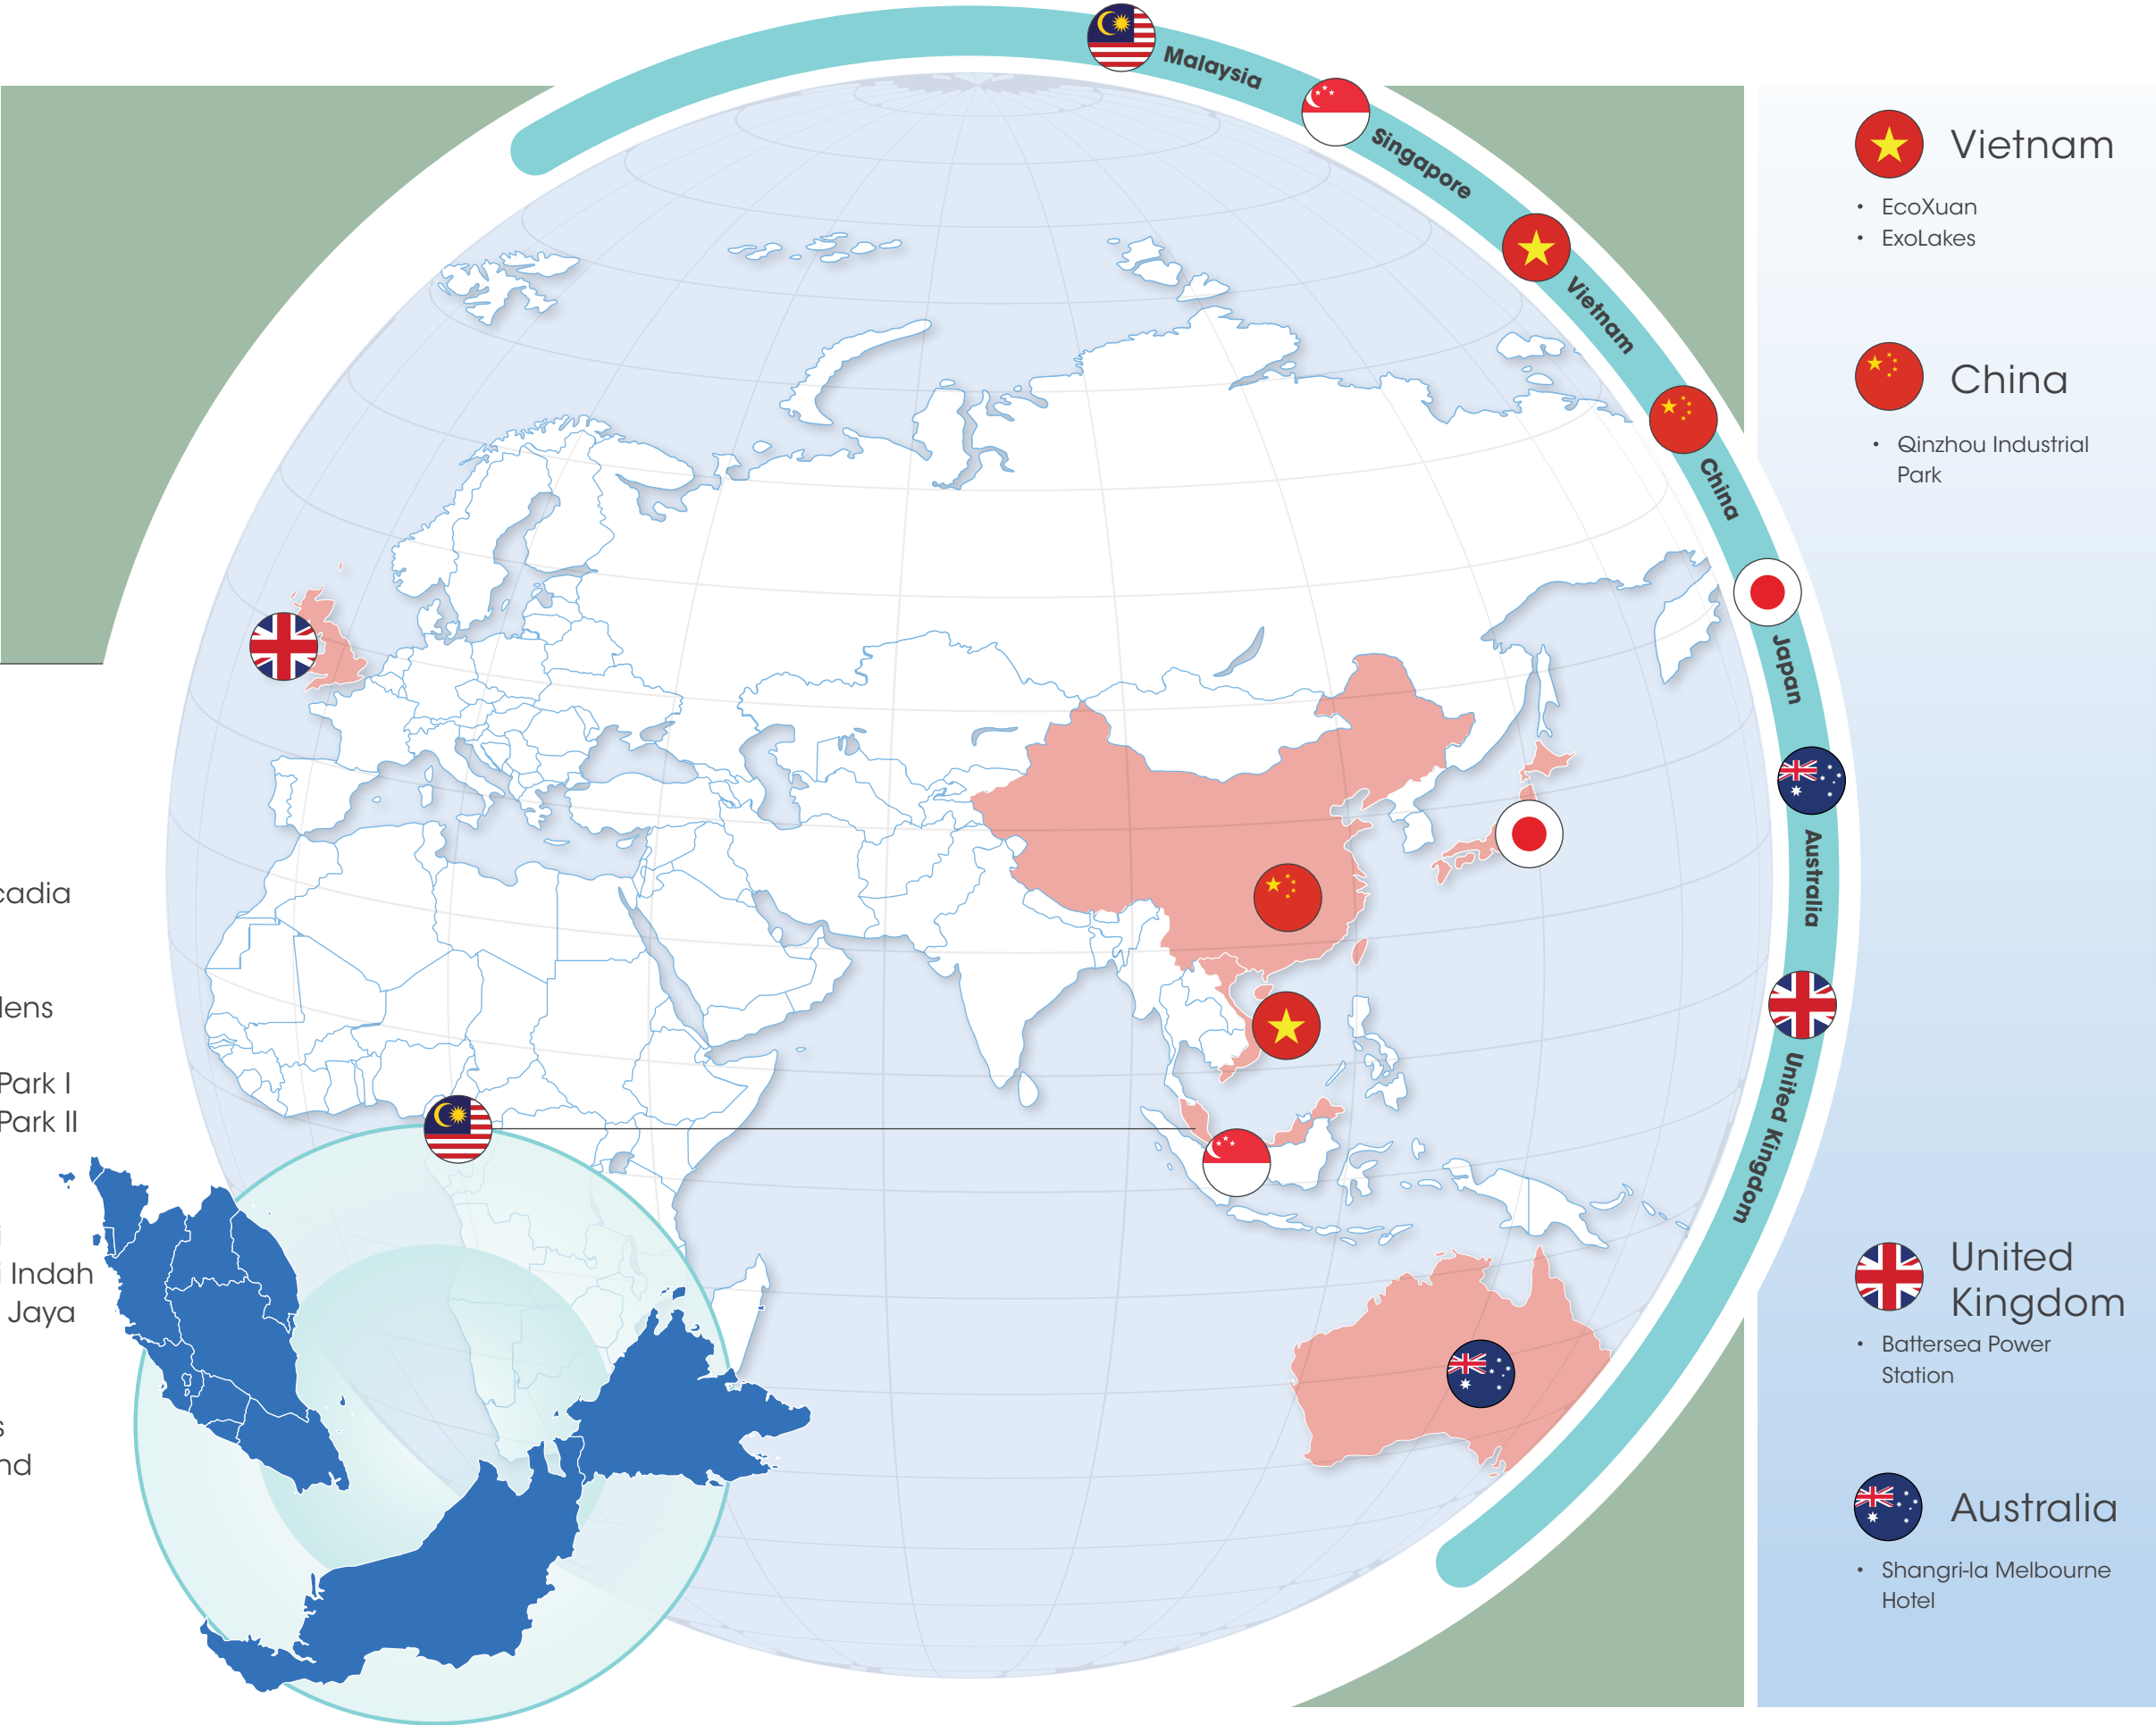 cadia
lens
Park I
Park II
i
i Indah
Jaya
s
nd
Malaysia
Singapore
Vietnam
China
Japan
Australia
United Kingdom
Vietnam
• EcoXuan
• ExoLakes
China
• Qinzhou Industrial
Park
United
Kingdom
• Battersea Power
Station
Australia
• Shangri-la Melbourne
Hotel